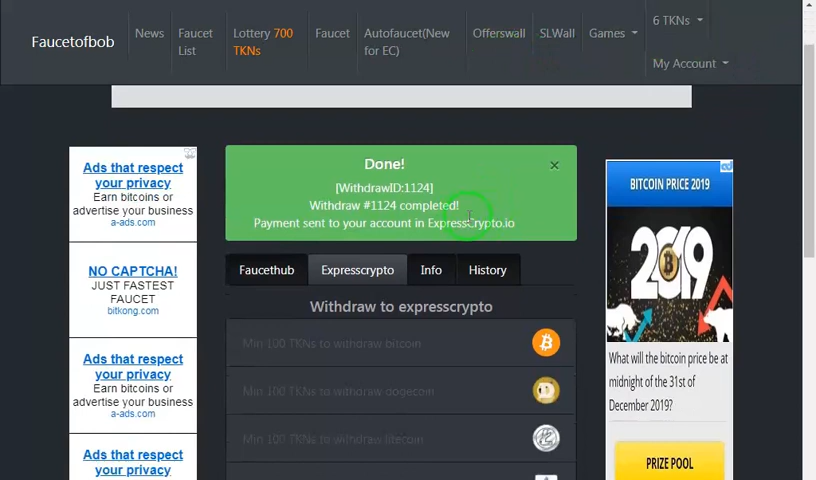 Faucetofbob
News
Faucet
List
Lottery 700
TKNs
Faucet
Autofaucet(New
for EC)
Offerswall
SLWall
Games
6 TKNs
My Account
Ads that respect
your privacy
Earn bitcoins or
advertise your business
a-ads.com
NO CAPTCHA!
JUST FASTEST
FAUCET
bitkong.com
Ads that respect
your privacy
Earn bitcoins or
advertise your business
a-ads.com
Ads that respect
your privacy
Done!
×
[WithdrawID:1124]
Withdraw #1124 completed!
Payment sent to your account in ExpressCrypto.io
Faucethub
Expresscrypto
Info
History
Withdraw to expresscrypto
Min 100 TKNs to withdraw bitcoin
Min 100 TKNs to withdraw dogecoin
Min 100 TKNs to withdraw litecoin
BITCOIN PRICE 2019
2019
What will the bitcoin price be at
midnight of the 31st of
December 2019?
PRIZE POOL